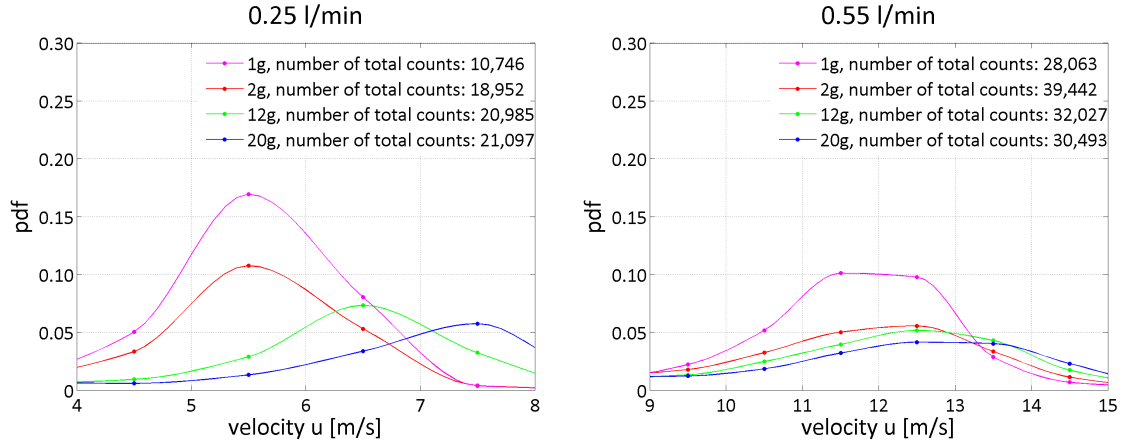 0.25 l/min
0.30
0.25
0.20
0.15
0.10
0.05
0
pdf
1g, number of total counts: 10,746
2g, number of total counts: 18,952
12g, number of total counts: 20,985
20g, number of total counts: 21,097
4 5 6 7 8
velocity u [m/s]
0.55 l/min
0.30
0.25
0.20
0.15
0.10
0.05
0
pdf
1g, number of total counts: 28,063
2g, number of total counts: 39,442
12g, number of total counts: 32,027
20g, number of total counts: 30,493
9 10 11 12 13 14 15
velocity u [m/s]